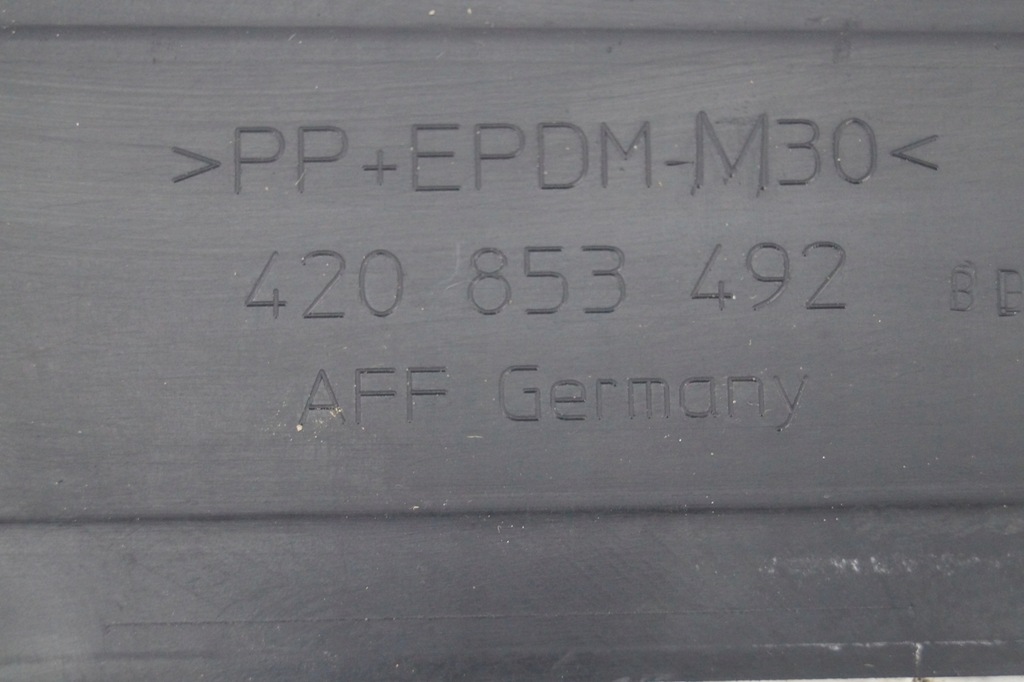 >PP+EPDM-M30<
420 853 492
AFF Germany